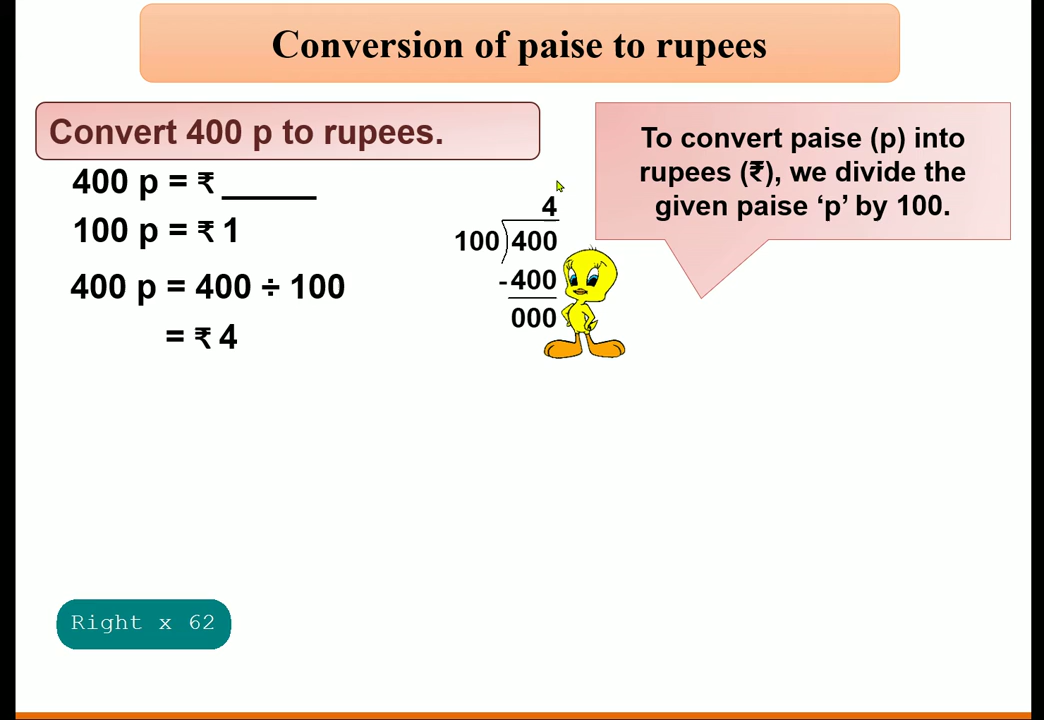 Conversion of paise to rupees
Convert 400 p to rupees.
To convert paise (p) into
rupees (₹), we divide the
given paise ‘p’ by 100.
400 p = ₹ _____
100 p = ₹ 1
400 p = 400 ÷ 100
= ₹ 4
4
100 400
-400
000
Right x 62